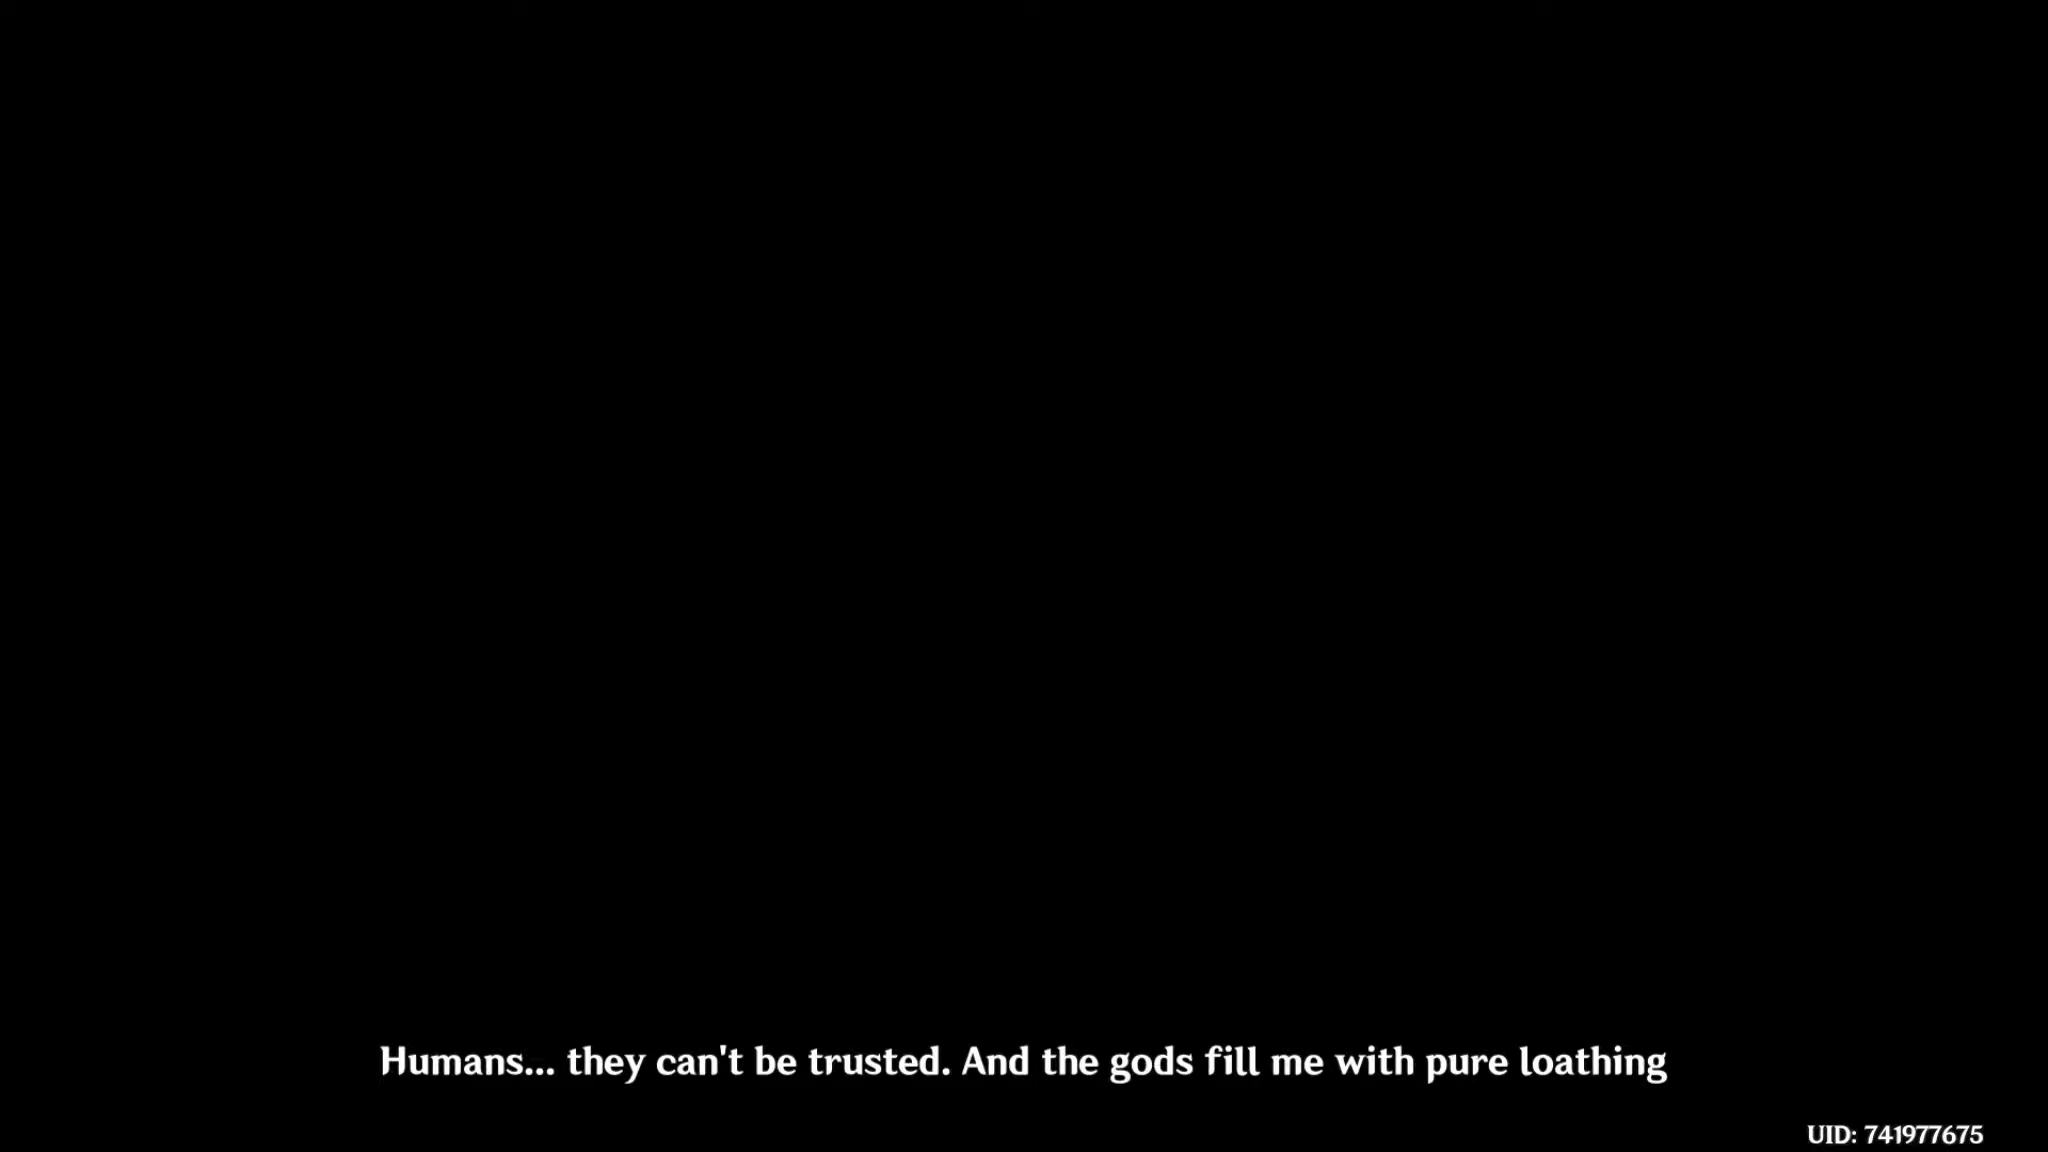 Humans... they can't be trusted. And the gods fill me with pure loathing
UID: 741977675